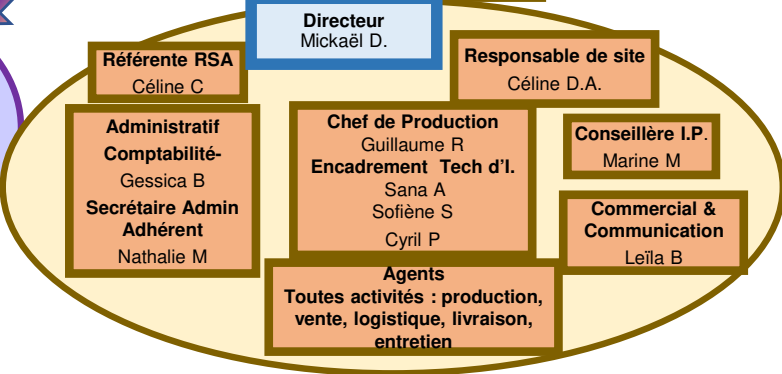 Directeur
Mickaël D.
Référente RSA
Céline C
Responsable de site
Céline D.A.
Administratif
Comptabilité-
Gessica B
Secrétaire Admin
Adhérent
Nathalie M
Chef de Production
Guillaume R
Encadrement Tech d'I.
Sana A
Sofiène S
Cyril P
Conseillère I.P.
Marine M
Commercial &
Communication
Leïla B
Agents
Toutes activités : production,
vente, logistique, livraison,
entretien